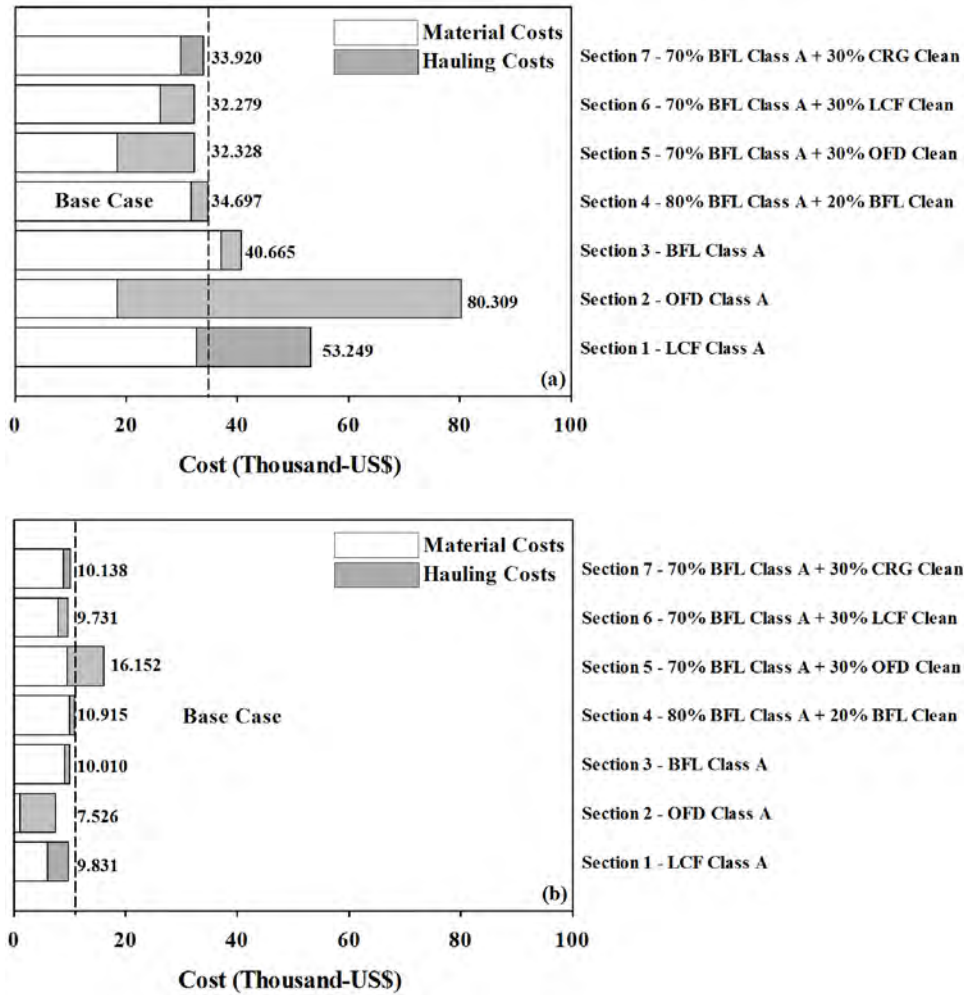 Material Costs
Hauling Costs
33.920 Section 7 - 70% BFL Class A + 30% CRG Clean
32.279 Section 6 - 70% BFL Class A + 30% LCF Clean
32.328 Section 5 - 70% BFL Class A + 30% OFD Clean
Base Case 34.697 Section 4 - 80% BFL Class A + 20% BFL Clean
40.665 Section 3 - BFL Class A
80.309 Section 2 - OFD Class A
53.249 Section 1 - LCF Class A
(a)
0 20 40 60 80 100
Cost (Thousand-US$)
Material Costs
Hauling Costs
10.138 Section 7 - 70% BFL Class A + 30% CRG Clean
9.731 Section 6 - 70% BFL Class A + 30% LCF Clean
16.152 Section 5 - 70% BFL Class A + 30% OFD Clean
10.915 Base Case Section 4 - 80% BFL Class A + 20% BFL Clean
10.010 Section 3 - BFL Class A
7.526 Section 2 - OFD Class A
9.831 Section 1 - LCF Class A
(b)
0 20 40 60 80 100
Cost (Thousand-US$)